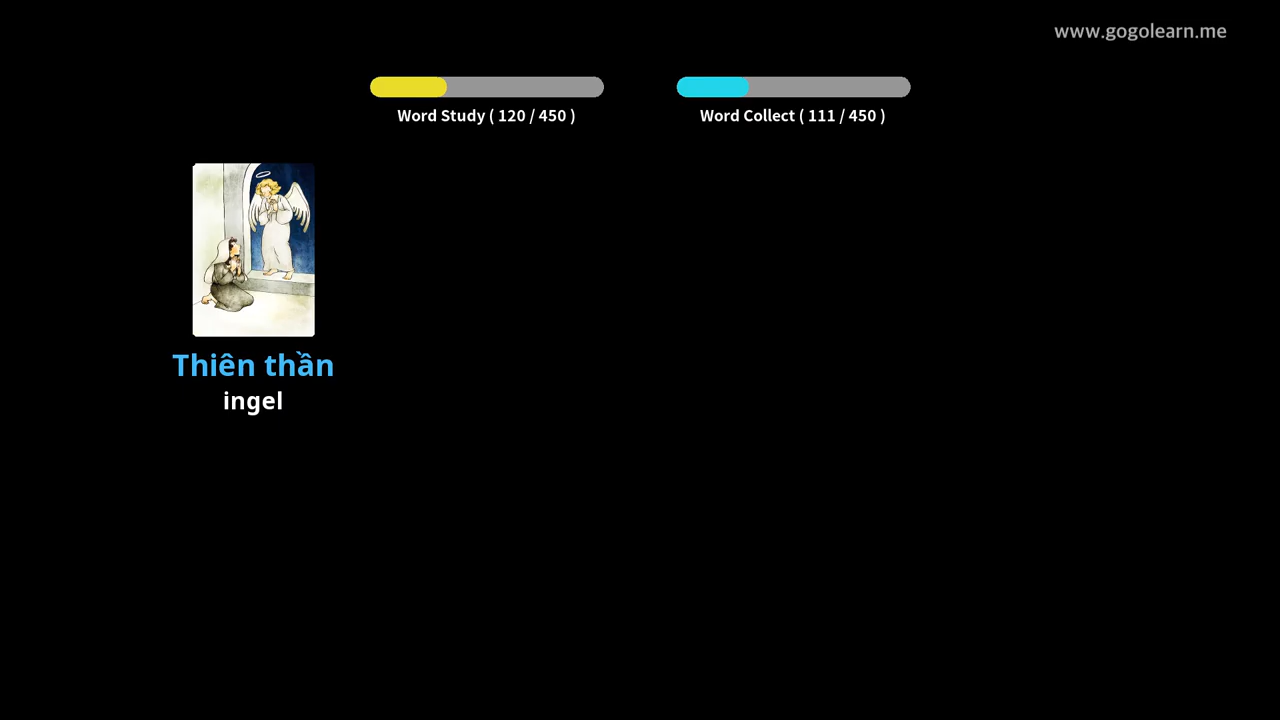 www.gogolearn.me
Word Study ( 120 / 450 )
Word Collect ( 111 / 450 )
Thiên thần
ingel